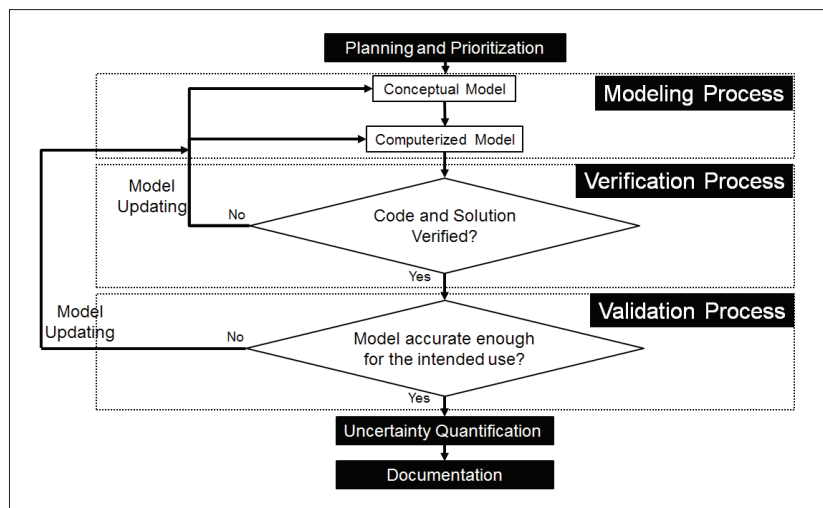 Planning and Prioritization
Conceptual Model
Modeling Process
Computerized Model
Verification Process
Model
Updating
No
Code and Solution
Verified?
Yes
Validation Process
Model
Updating
No
Model accurate enough
for the intended use?
Yes
Uncertainty Quantification
Documentation